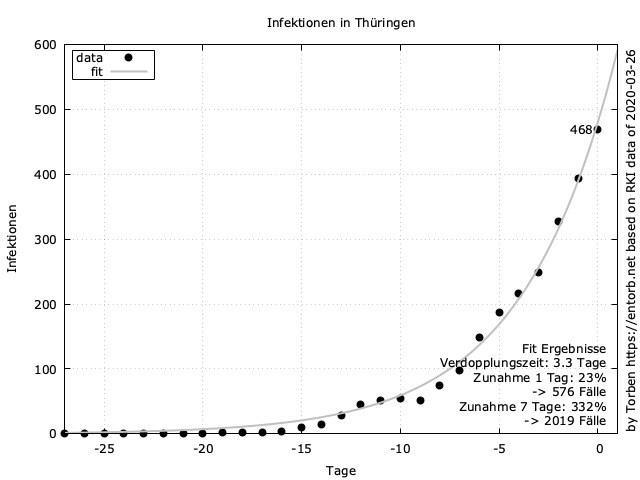 Infektionen in Thüringen
600
500
400
300
200
100
0
-25
-20
-15
-10
-5
0
Infektionen
Tage
data
fit
468
Fit Ergebnisse
Verdopplungszeit: 3.3 Tage
Zunahme 1 Tag: 23%
-> 576 Fälle
Zunahme 7 Tage: 332%
-> 2019 Fälle
by Torben https://entorb.net based on RKI data of 2020-03-26